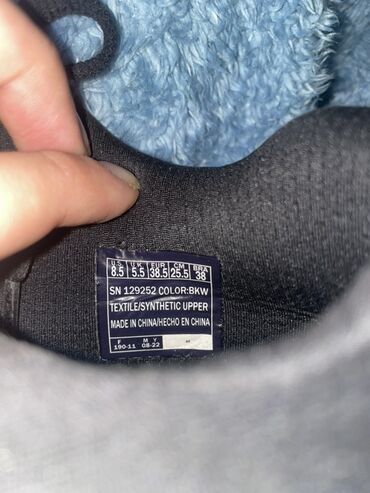 U.S. U.K. EUR CM BRA
8.5 5.5 38.5 25.5 38
SN 129252 COLOR:BKW
TEXTILE/SYNTHETIC UPPER
MADE IN CHINA/HECHO EN CHINA
F M Y
190-11 08-22